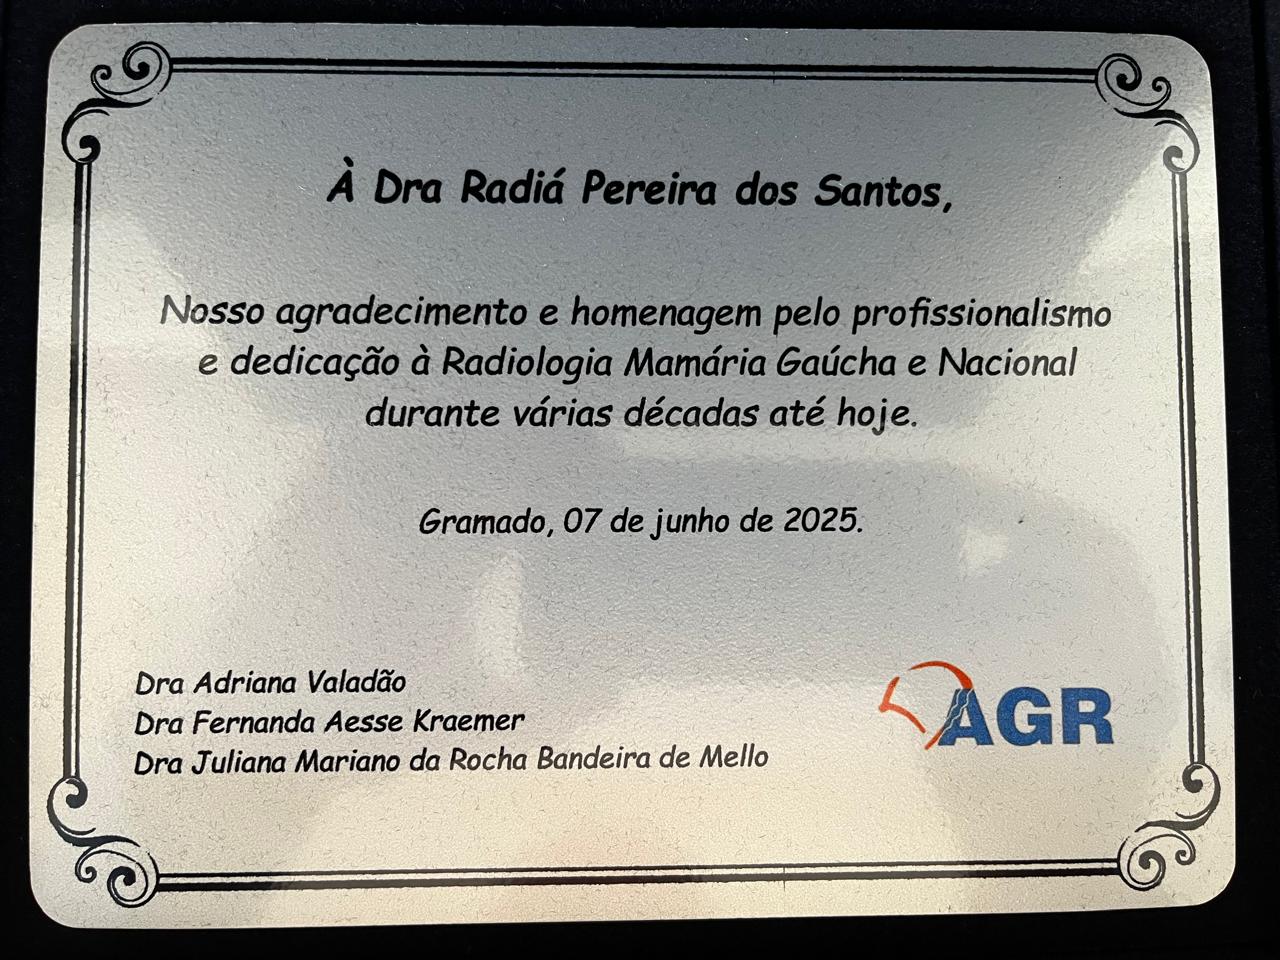 À Dra Radiá Pereira dos Santos,
Nosso agradecimento e homenagem pelo profissionalismo
e dedicação à Radiologia Mamária Gaúcha e Nacional
durante várias décadas até hoje.
Gramado, 07 de junho de 2025.
Dra Adriana Valadão
Dra Fernanda Aesse Kraemer
Dra Juliana Mariano da Rocha Bandeira de Mello
AGR